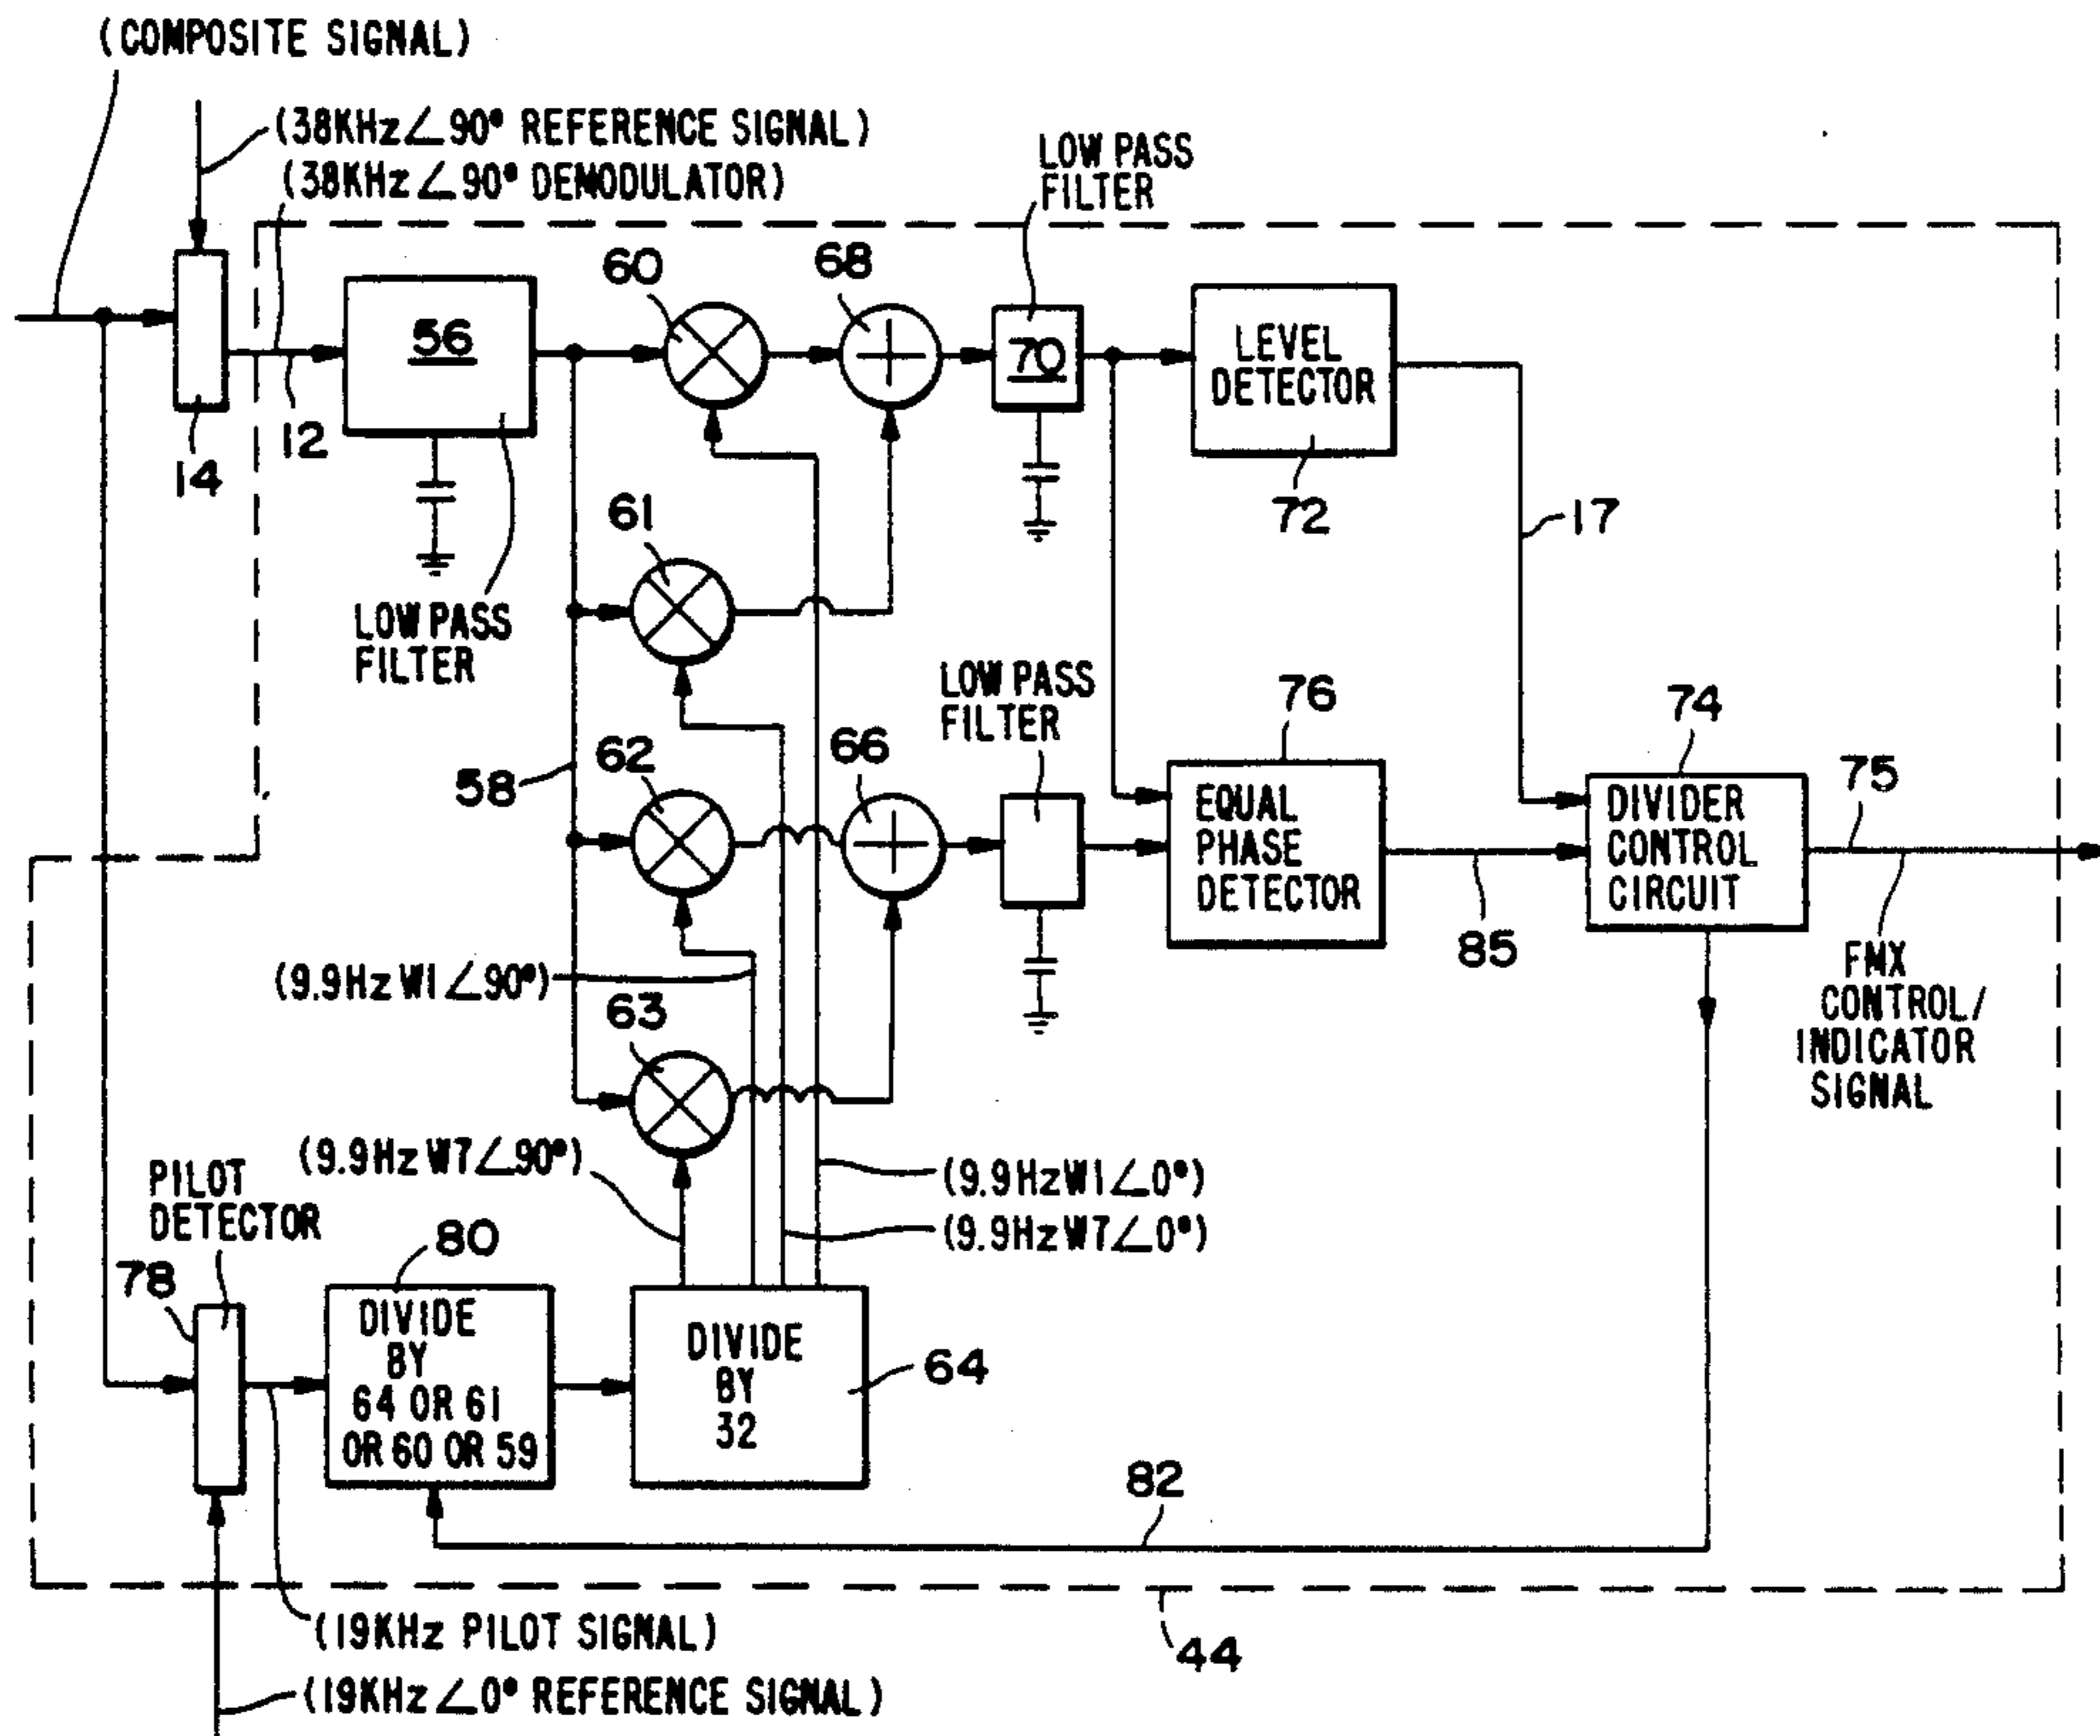 (COMPOSITE SIGNAL)
(38KHz∠90° REFERENCE SIGNAL)
(38KHz∠90° DEMODULATOR)
LOW PASS
FILTER
60
68
56
70
LEVEL
DETECTOR
14
12
72
17
61
LOW PASS
FILTER
LOW PASS
FILTER
76
74
62
66
58
75
EQUAL
PHASE
DETECTOR
DIVIDER
CONTROL
CIRCUIT
85
(9.9Hz W1∠90°)
63
FMX
CONTROL/
INDICATOR
SIGNAL
(9.9Hz W7∠90°)
(9.9Hz W1∠0°)
(9.9Hz W7∠0°)
PILOT
DETECTOR
78
80
DIVIDE
BY
64 OR 61
OR 60 OR 59
DIVIDE
BY
32
64
82
(19KHz PILOT SIGNAL)
44
(19KHz∠0° REFERENCE SIGNAL)